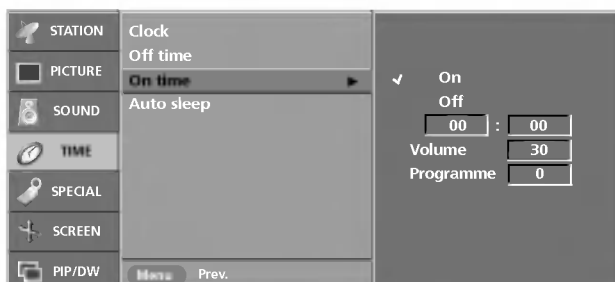 STATION
PICTURE
SOUND
TIME
SPECIAL
SCREEN
PIP/DW
Clock
Off time
On time
Auto sleep
Menu Prev.
On
Off
00 : 00
Volume 30
Programme 0